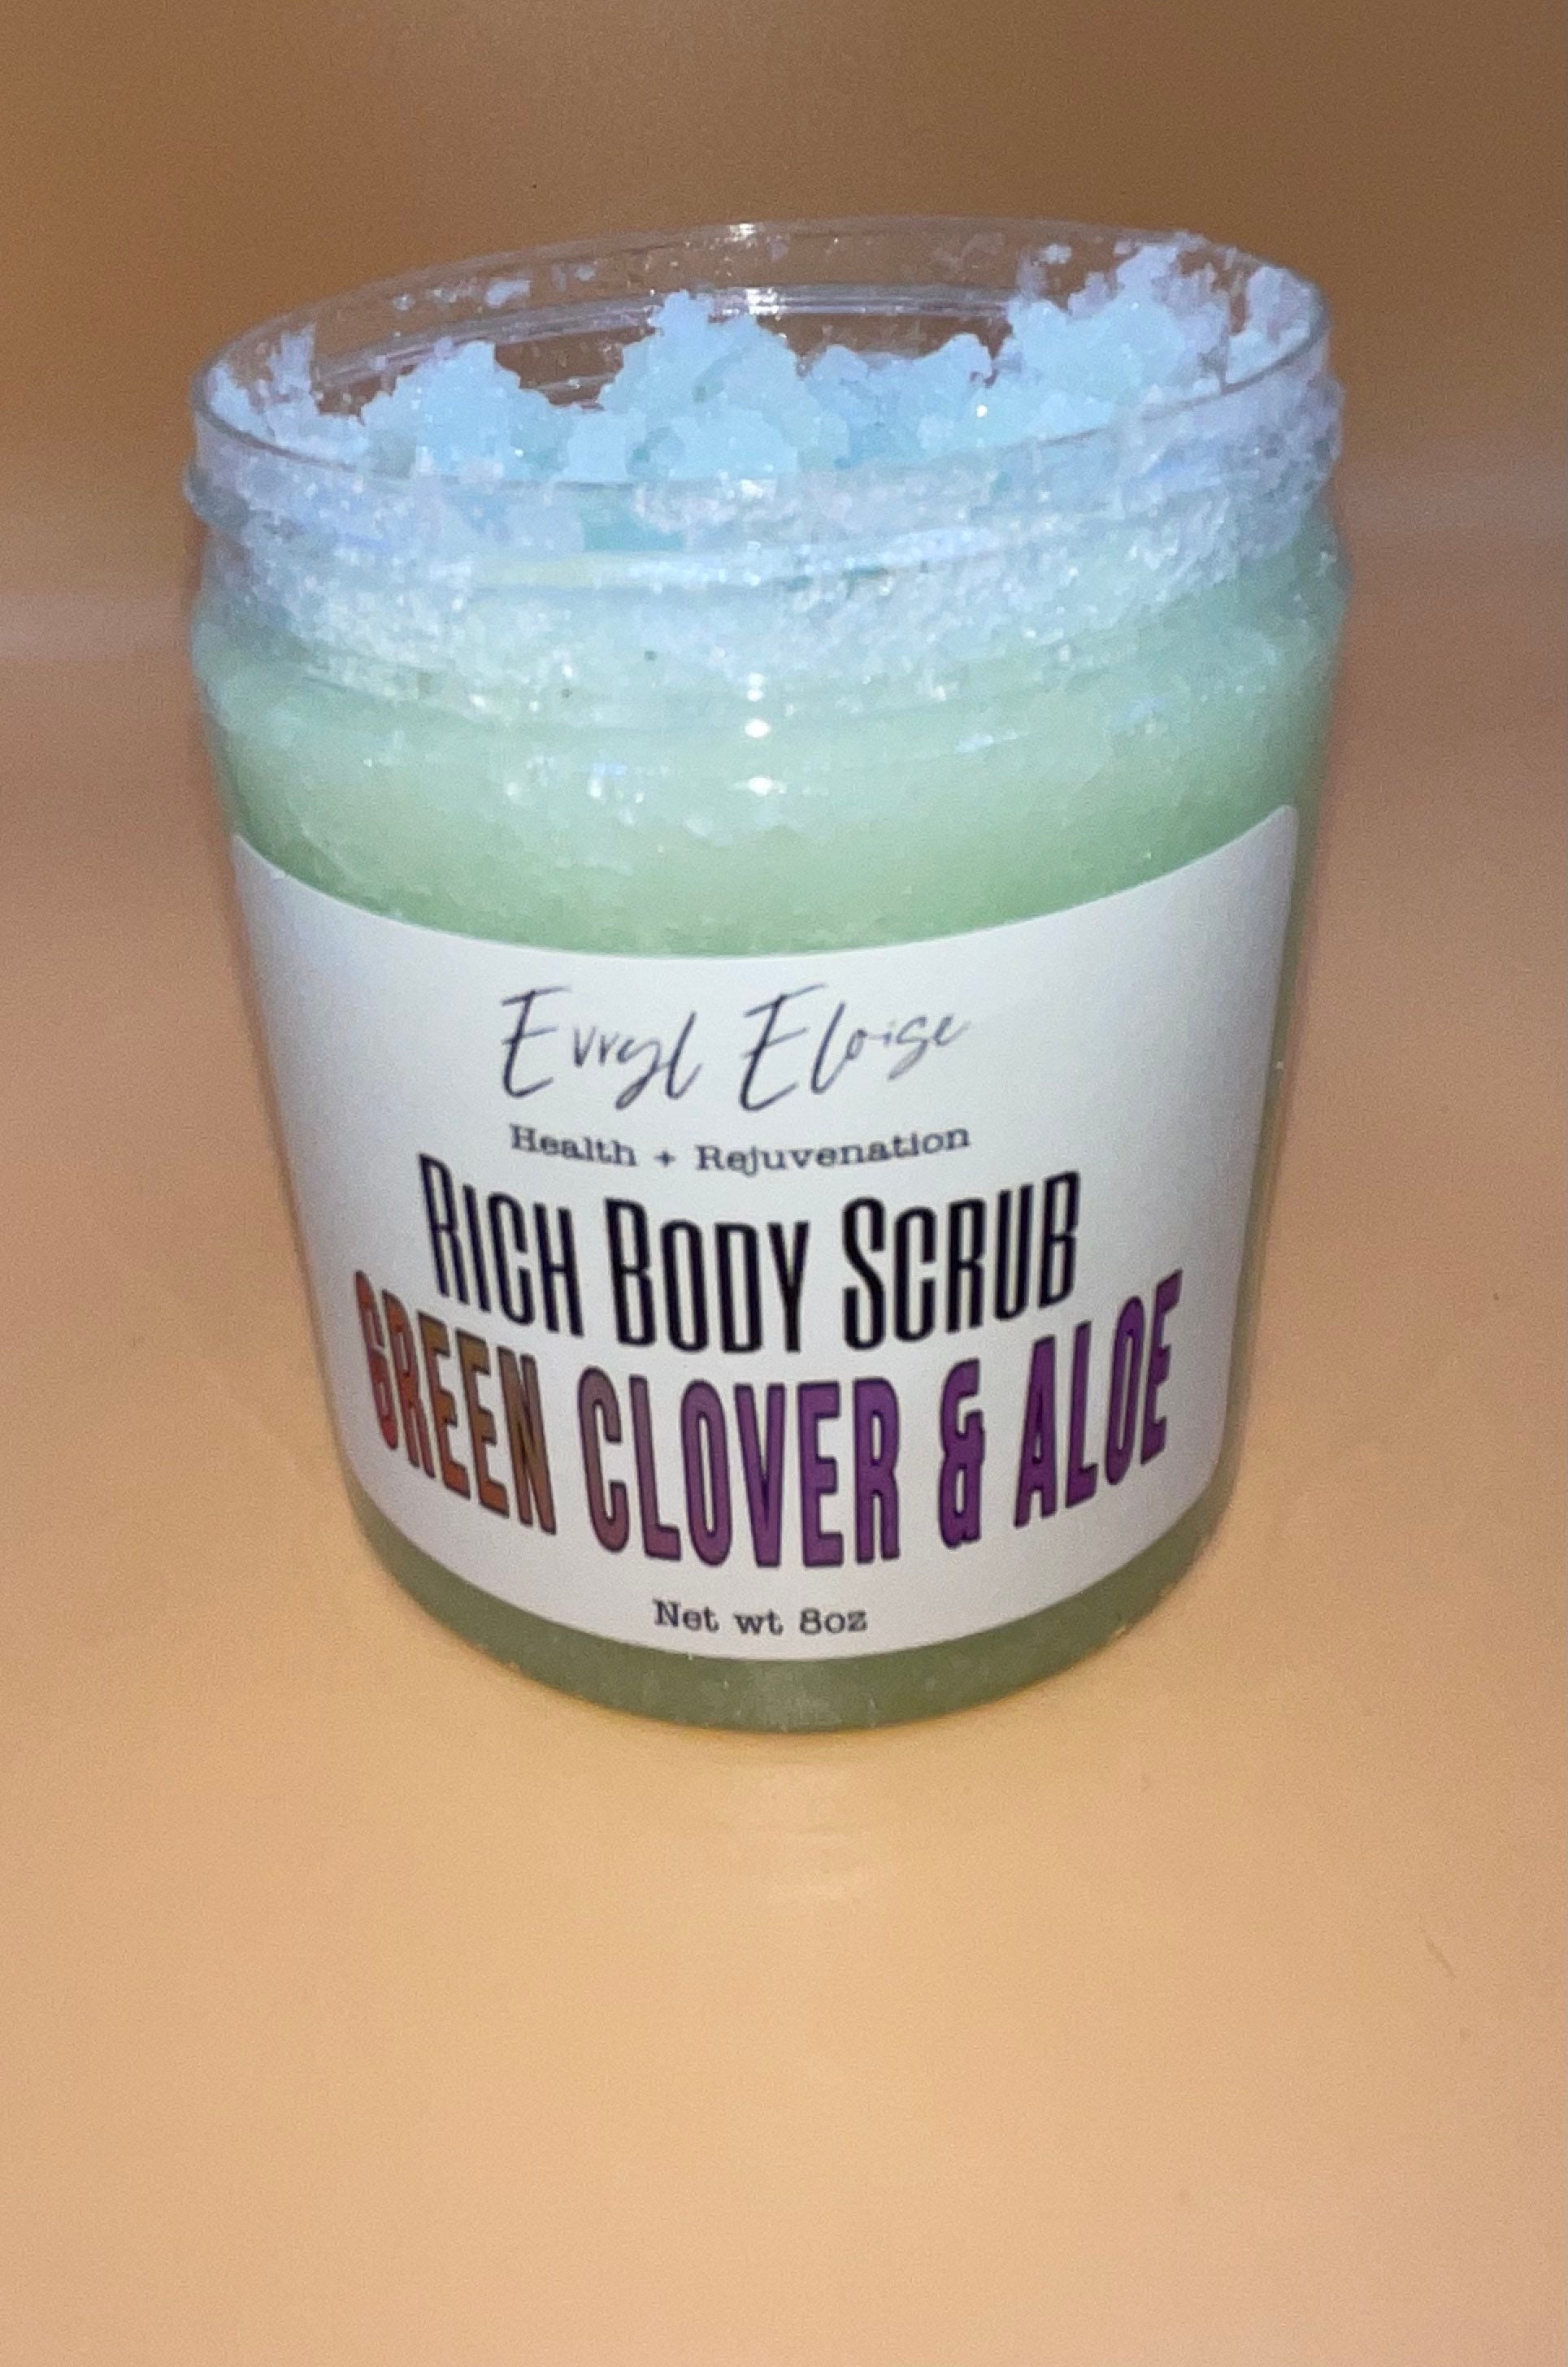 Evryl Eloise
Health + Rejuvenation
RICH BODY SCRUB
GREEN CLOVER & ALOE
Net wt 8oz